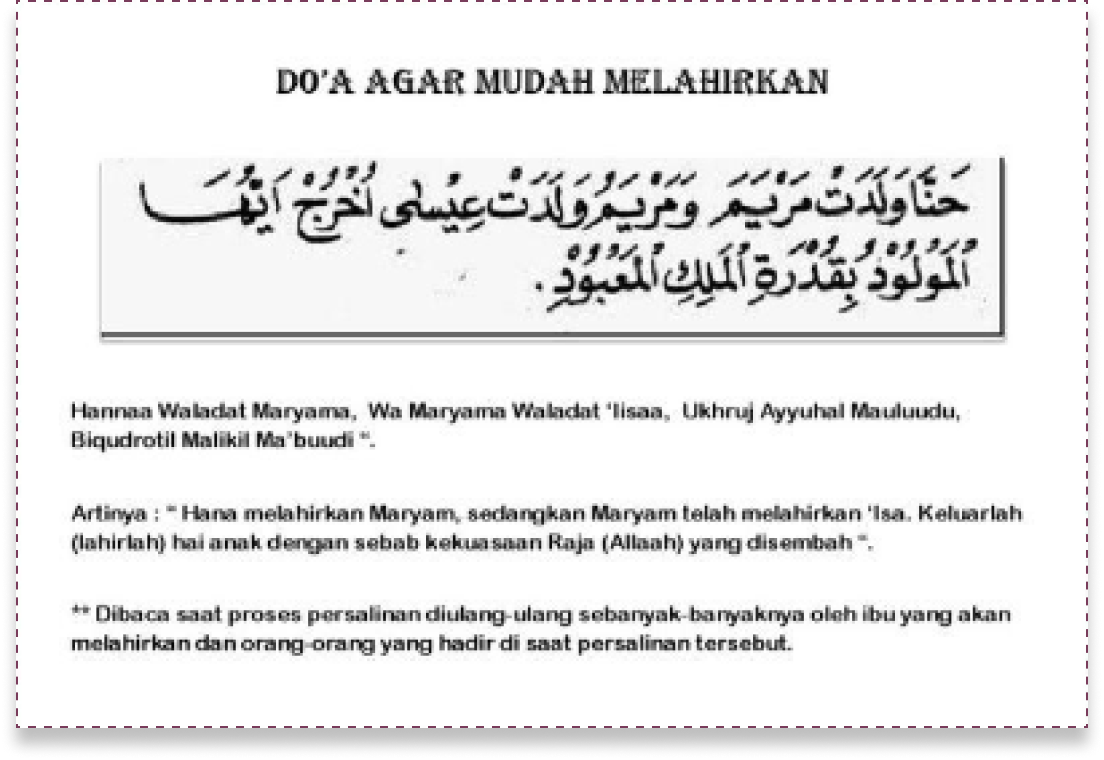 DO'A AGAR MUDAH MELAHIRKAN
حَنَّا وَلَدَتْ مَرْيَمَ وَمَرْيَمُ وَلَدَتْ عِيْسٰى اُخْرُجْ اَيُّهَا
الْمَوْلُوْدُ بِقُدْرَةِ الْمَلِكِ الْمَعْبُوْدِ.
Hannaa Waladat Maryama, Wa Maryama Waladat 'Iisaa, Ukhruj Ayyuhal Mauluudu,
Biqudrotil Malikil Ma'buudi “.
Artinya : “ Hana melahirkan Maryam, sedangkan Maryam telah melahirkan 'Isa. Keluarlah
(lahirlah) hai anak dengan sebab kekuasaan Raja (Allaah) yang disembah “.
** Dibaca saat proses persalinan diulang-ulang sebanyak-banyaknya oleh ibu yang akan
melahirkan dan orang-orang yang hadir di saat persalinan tersebut.